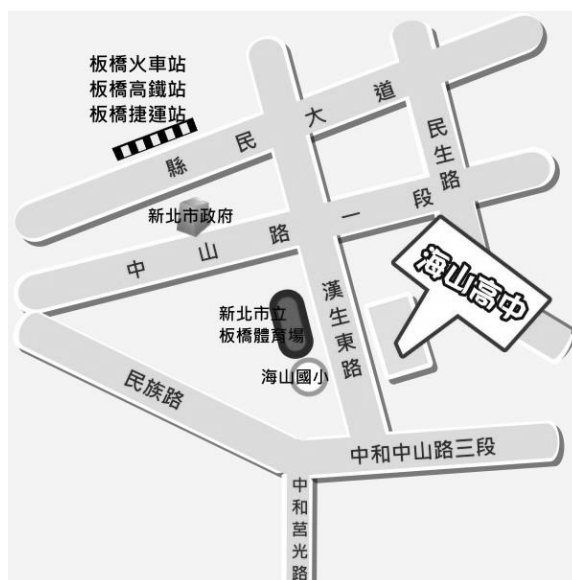 板橋火車站
板橋高鐵站
板橋捷運站
縣民大道
民生路
新北市政府
中山路一段
海山高中
漢生東路
新北市立
板橋體育場
海山國小
民族路
中和中山路三段
中和莒光路